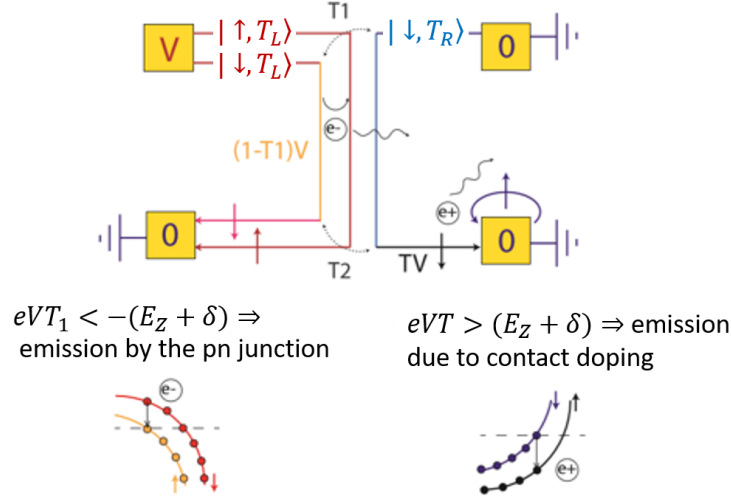 T1
V
|↑, T_L⟩
|↓, T_R⟩
0
|↓, T_L⟩
e-
(1-T1)V
e+
0
0
T2
TV
eVT₁ < −(E_Z + δ) ⇒
emission by the pn junction
eVT > (E_Z + δ) ⇒ emission
due to contact doping
e-
e+